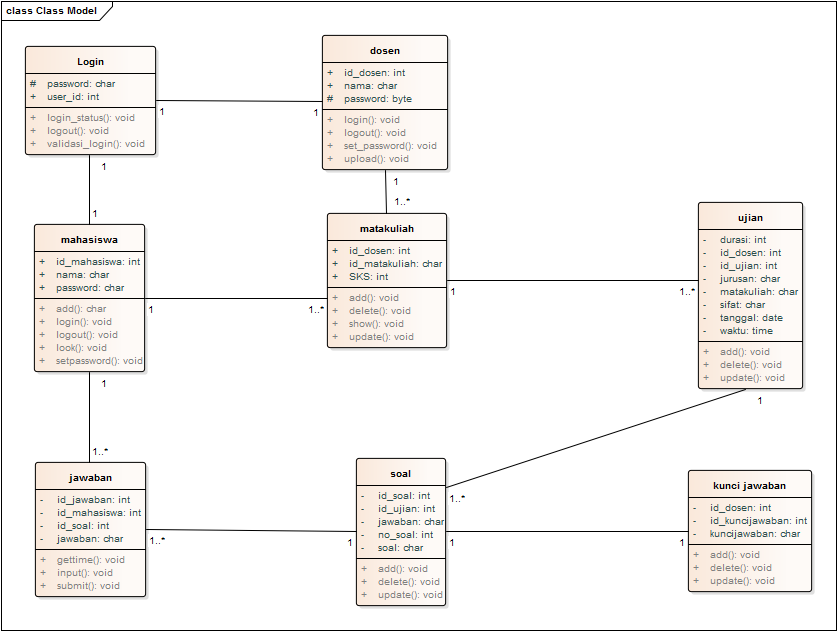 class Class Model
Login
# password: char
+ user_id: int
+ login_status(): void
+ logout(): void
+ validasi_login(): void
1
1
dosen
+ id_dosen: int
+ nama: char
# password: byte
+ login(): void
+ logout(): void
+ set_password(): void
+ upload(): void
1
1
1
1..*
mahasiswa
+ id_mahasiswa: int
+ nama: char
+ password: char
+ add(): char
+ login(): void
+ logout(): void
+ look(): void
+ setpassword(): void
1
1..*
matakuliah
+ id_dosen: int
+ id_matakuliah: char
+ SKS: int
+ add(): void
+ delete(): void
+ show(): void
+ update(): void
1
1..*
ujian
- durasi: int
- id_dosen: int
- id_ujian: int
- jurusan: char
- matakuliah: char
- sifat: char
- tanggal: date
- waktu: time
+ add(): void
+ delete(): void
+ update(): void
1
1..*
1
1..*
jawaban
- id_jawaban: int
- id_mahasiswa: int
- id_soal: int
- jawaban: char
+ gettime(): void
+ input(): void
+ submit(): void
1..*
1
soal
- id_soal: int
- id_ujian: int
- jawaban: char
- no_soal: int
- soal: char
+ add(): void
+ delete(): void
+ update(): void
1
1
kunci jawaban
- id_dosen: int
- id_kuncijawaban: int
- kuncijawaban: char
+ add(): void
+ delete(): void
+ update(): void